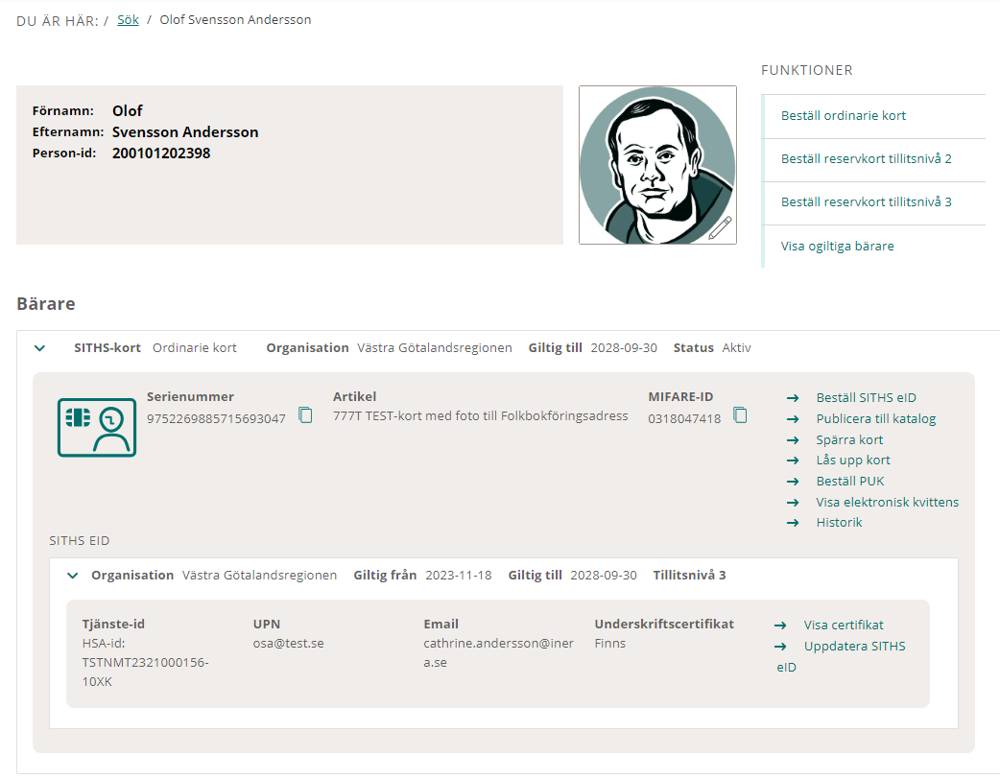 DU ÄR HÄR: / Sök / Olof Svensson Andersson
FUNKTIONER
Förnamn: Olof
Efternamn: Svensson Andersson
Person-id: 200101202398
Beställ ordinarie kort
Beställ reservkort tillitsnivå 2
Beställ reservkort tillitsnivå 3
Visa ogiltiga bärare
Bärare
SITHS-kort Ordinarie kort Organisation Västra Götalandsregionen Giltig till 2028-09-30 Status Aktiv
Serienummer
9752269885715693047
Artikel
777T TEST-kort med foto till Folkbokföringsadress
MIFARE-ID
0318047418
→ Beställ SITHS eID
→ Publicera till katalog
→ Spärra kort
→ Lås upp kort
→ Beställ PUK
→ Visa elektronisk kvittens
→ Historik
SITHS EID
Organisation Västra Götalandsregionen Giltig från 2023-11-18 Giltig till 2028-09-30 Tillitsnivå 3
Tjänste-id
HSA-id:
TSTNMT2321000156-
10XK
UPN
osa@test.se
Email
cathrine.andersson@iner
a.se
Underskriftscertifikat
Finns
→ Visa certifikat
→ Uppdatera SITHS
eID